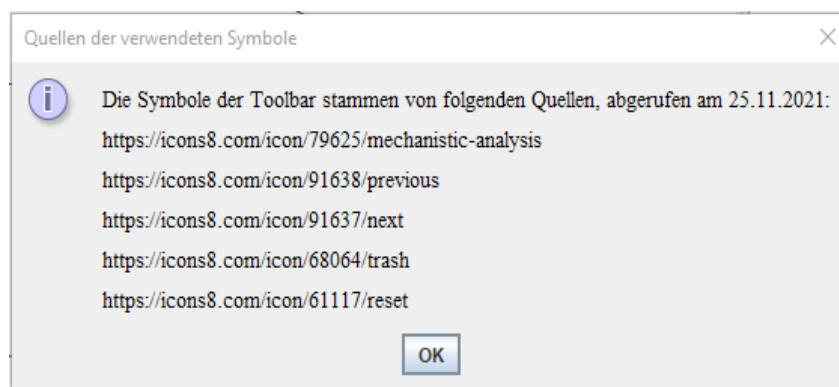 Quellen der verwendeten Symbole
Die Symbole der Toolbar stammen von folgenden Quellen, abgerufen am 25.11.2021:
https://icons8.com/icon/79625/mechanistic-analysis
https://icons8.com/icon/91638/previous
https://icons8.com/icon/91637/next
https://icons8.com/icon/68064/trash
https://icons8.com/icon/61117/reset
OK